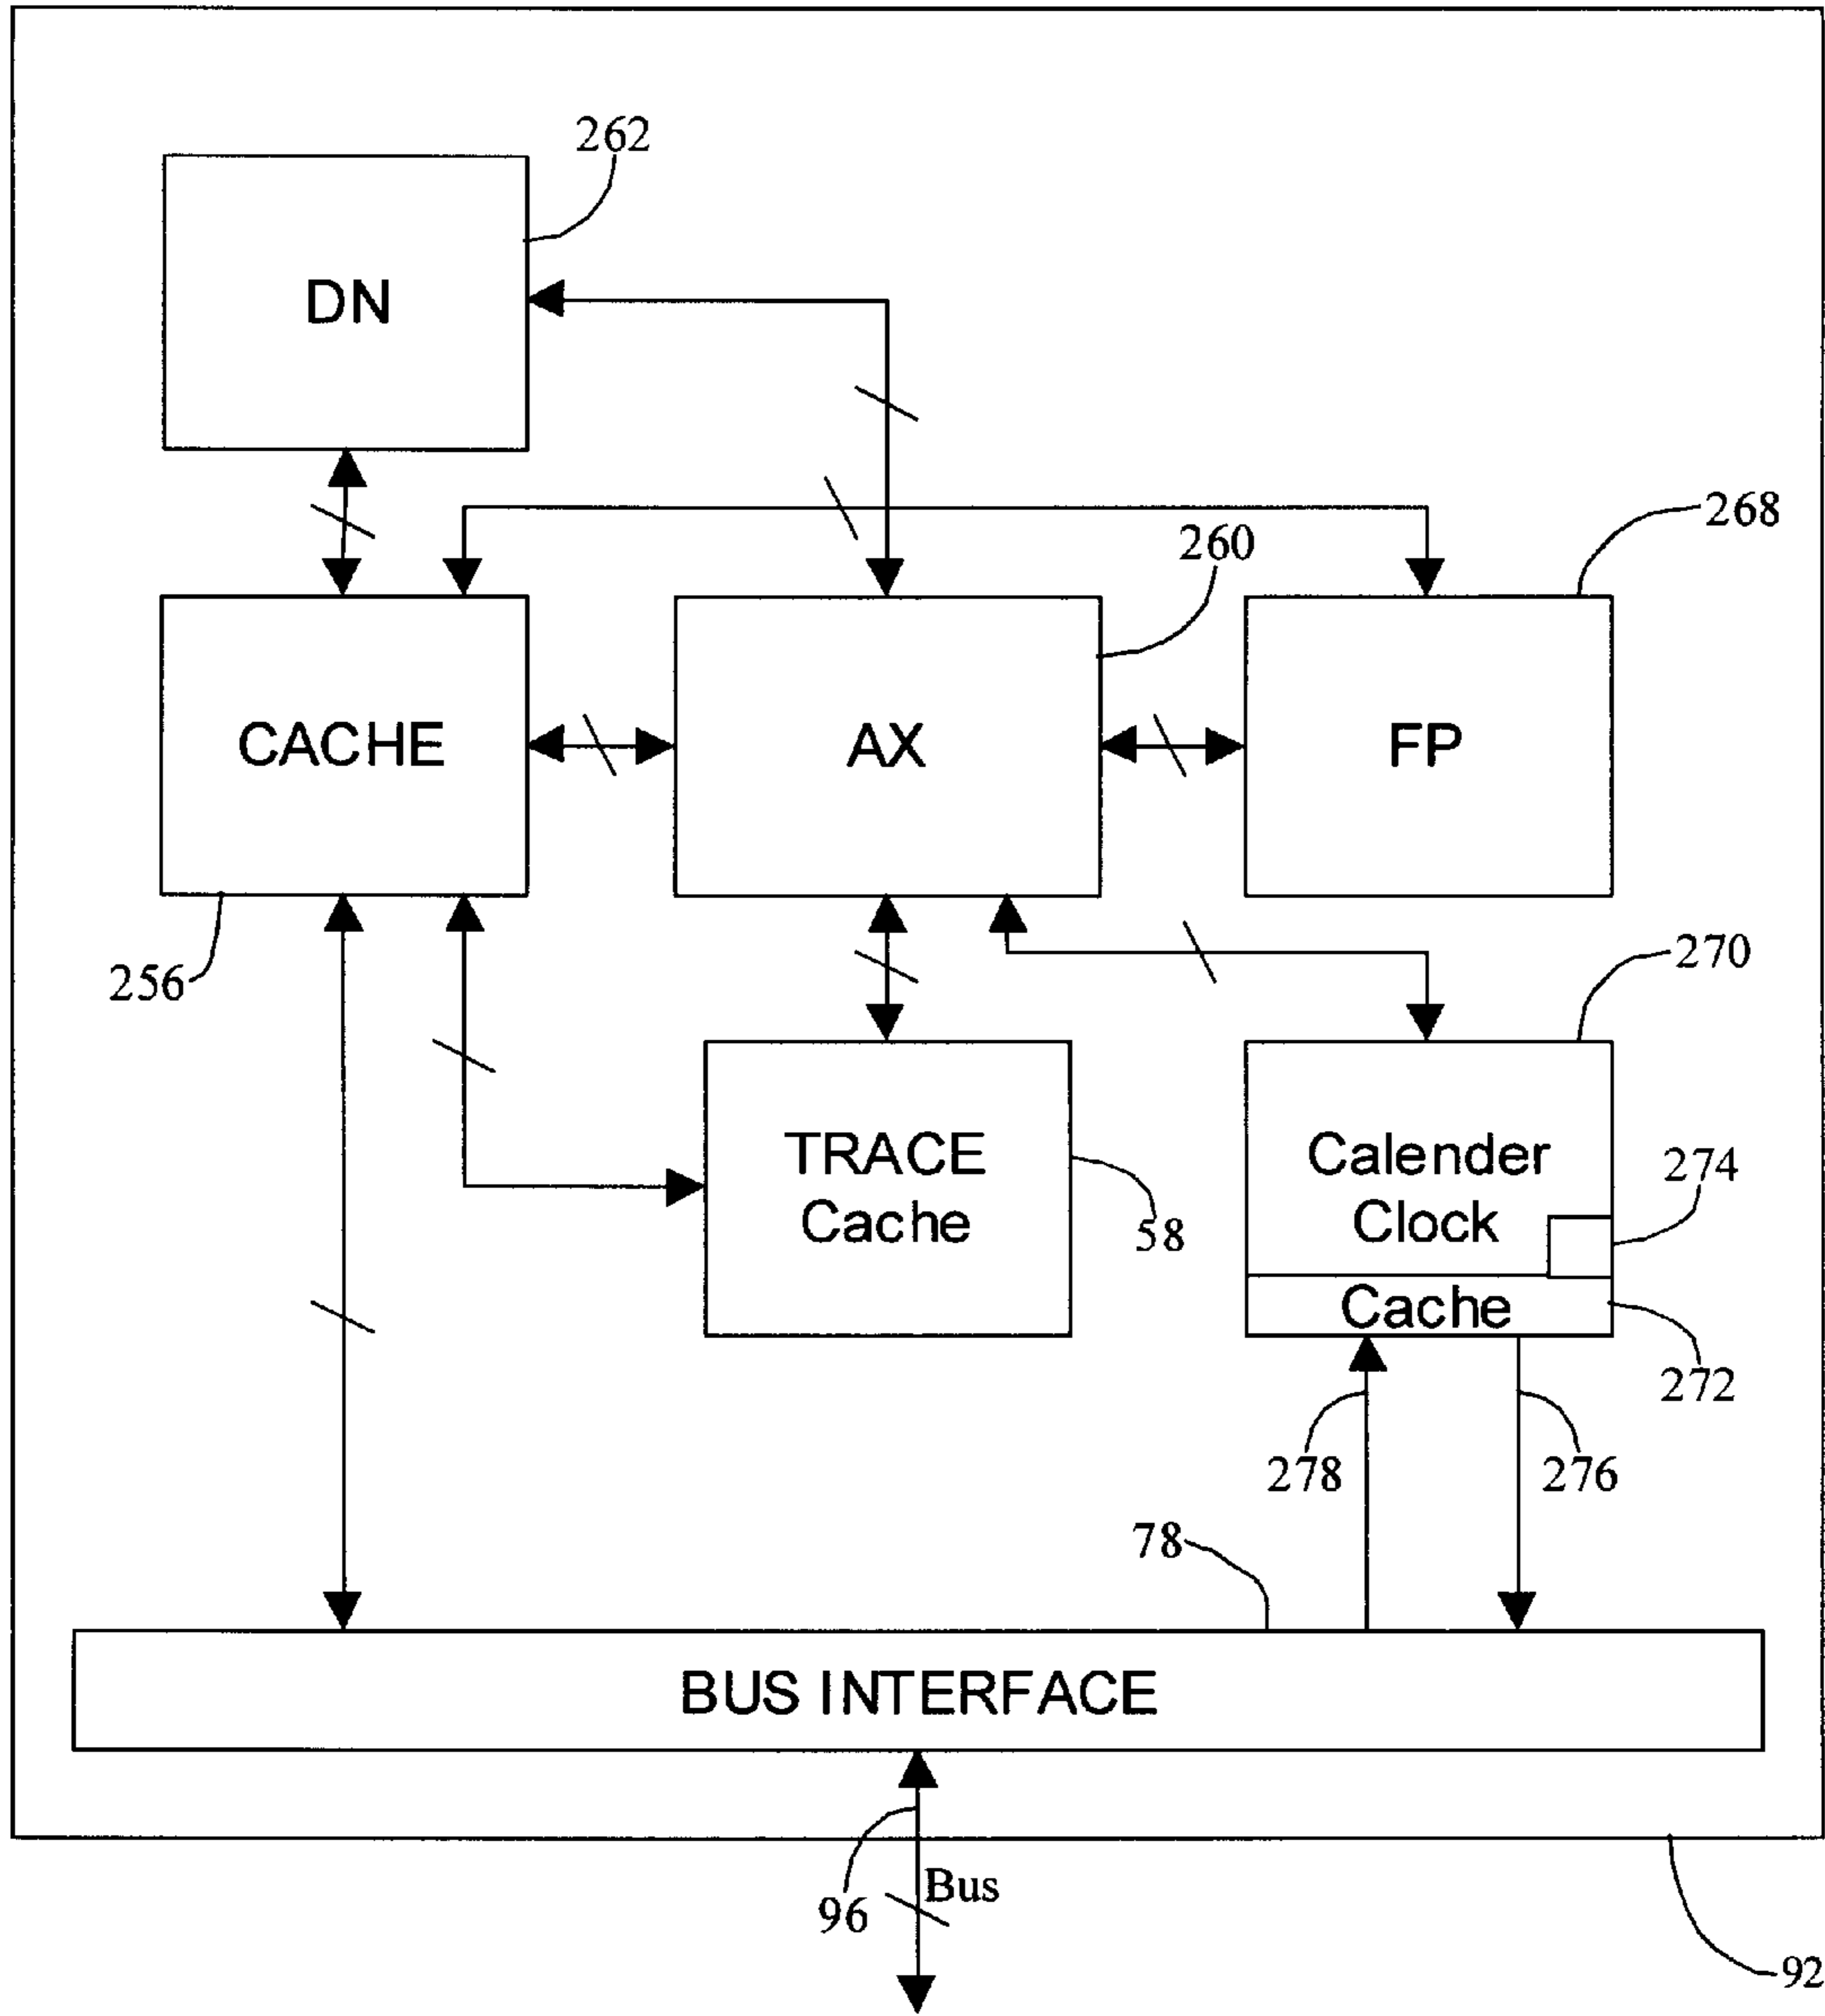 262
DN
268
260
CACHE
AX
FP
256
270
TRACE
Cache
Calender
Clock
274
58
Cache
272
278
276
78
BUS INTERFACE
Bus
96
92